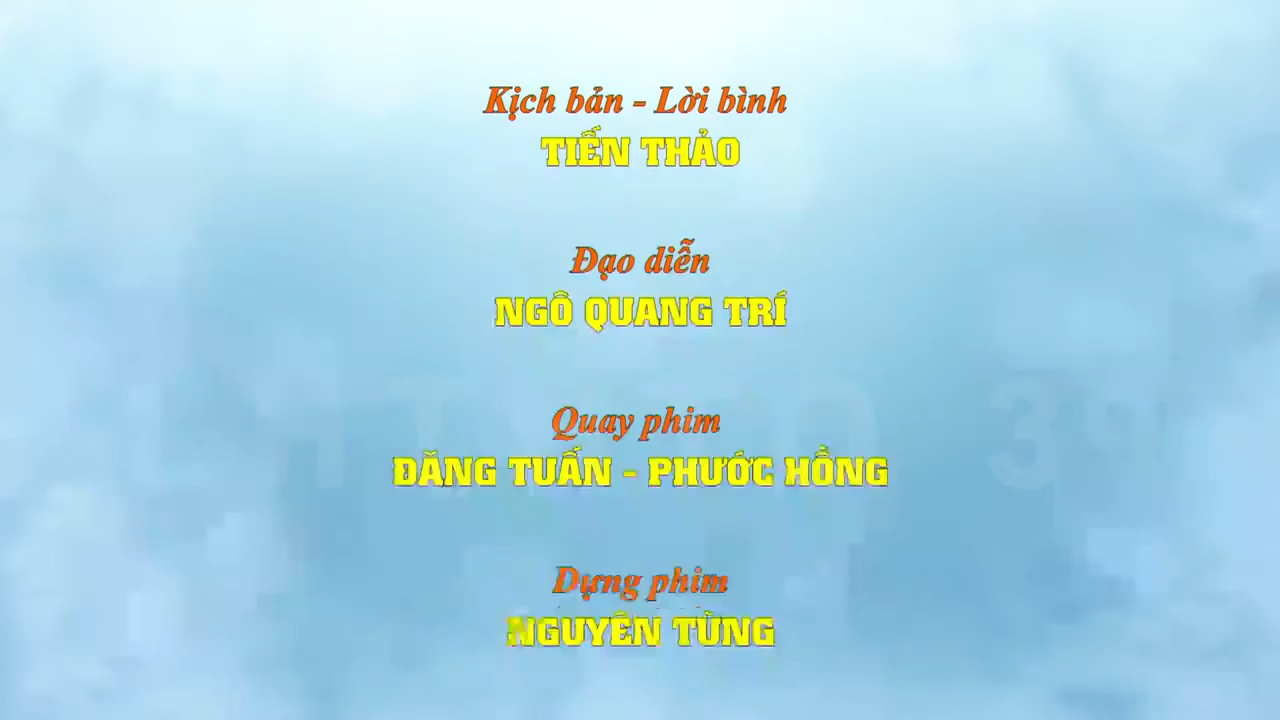 Kịch bản - Lời bình
TIẾN THẢO
Đạo diễn
NGÔ QUANG TRÍ
Quay phim
ĐĂNG TUẤN - PHƯỚC HỒNG
Dựng phim
NGUYÊN TÙNG